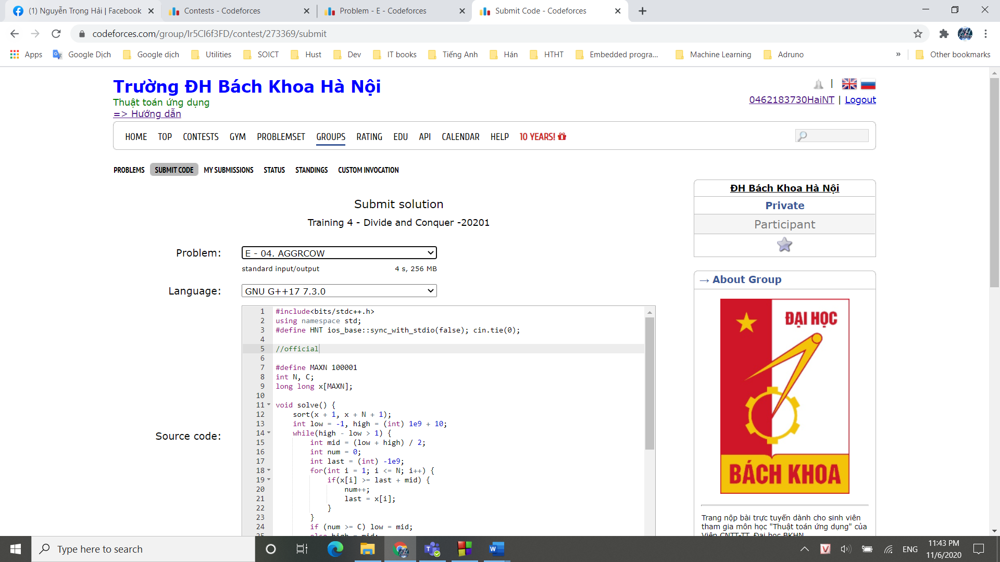 (1) Nguyễn Trọng Hải | Facebook
Contests - Codeforces
Problem - E - Codeforces
Submit Code - Codeforces
codeforces.com/group/Ir5CI6f3FD/contest/273369/submit
Apps
Google Dịch
Google dịch
Utilities
SOICT
Hust
Dev
IT books
Tiếng Anh
Hán
HTHT
Embedded progra...
Machine Learning
Adruno
»
Other bookmarks
Trường ĐH Bách Khoa Hà Nội
Thuật toán ứng dụng
=> Hướng dẫn
|
0462183730HaiNT | Logout
HOME TOP CONTESTS GYM PROBLEMSET GROUPS RATING EDU API CALENDAR HELP 10 YEARS!
PROBLEMS SUBMIT CODE MY SUBMISSIONS STATUS STANDINGS CUSTOM INVOCATION
Submit solution
Training 4 - Divide and Conquer -20201
Problem:
E - 04. AGGRCOW
standard input/output 4 s, 256 MB
Language:
GNU G++17 7.3.0
Source code:
1 #include<bits/stdc++.h>
2 using namespace std;
3 #define HNT ios_base::sync_with_stdio(false); cin.tie(0);
4
5 //official
6
7 #define MAXN 100001
8 int N, C;
9 long long x[MAXN];
10
11 void solve() {
12 sort(x + 1, x + N + 1);
13 int low = -1, high = (int) 1e9 + 10;
14 while(high - low > 1) {
15 int mid = (low + high) / 2;
16 int num = 0;
17 int last = (int) -1e9;
18 for(int i = 1; i <= N; i++) {
19 if(x[i] >= last + mid) {
20 num++;
21 last = x[i];
22 }
23 }
24 if (num >= C) low = mid;
25 else high = mid;
ĐH Bách Khoa Hà Nội
Private
Participant
→ About Group
ĐẠI HỌC
BÁCH KHOA
Trang nộp bài trực tuyến dành cho sinh viên
tham gia môn học "Thuật toán ứng dụng" của
Viện CNTT-TT, Đại học BKHN
Type here to search
ENG
11:43 PM
11/6/2020